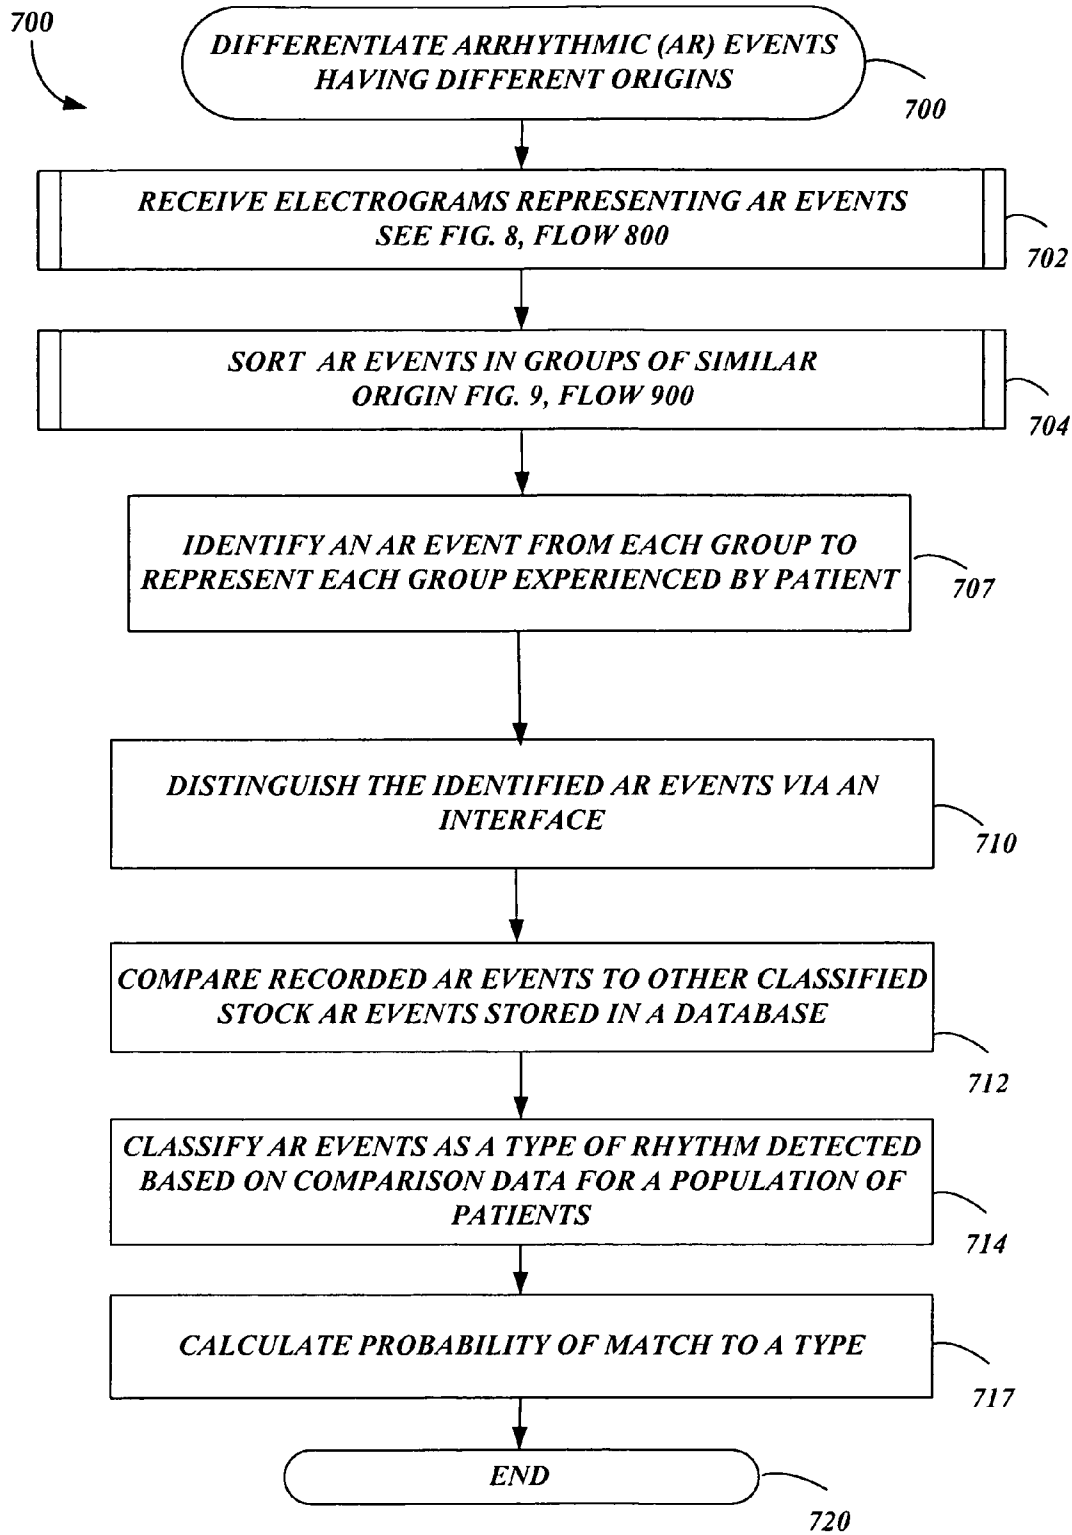 700
DIFFERENTIATE ARRHYTHMIC (AR) EVENTS
HAVING DIFFERENT ORIGINS
700
RECEIVE ELECTROGRAMS REPRESENTING AR EVENTS
SEE FIG. 8, FLOW 800
702
SORT AR EVENTS IN GROUPS OF SIMILAR
ORIGIN FIG. 9, FLOW 900
704
IDENTIFY AN AR EVENT FROM EACH GROUP TO
REPRESENT EACH GROUP EXPERIENCED BY PATIENT
707
DISTINGUISH THE IDENTIFIED AR EVENTS VIA AN
INTERFACE
710
COMPARE RECORDED AR EVENTS TO OTHER CLASSIFIED
STOCK AR EVENTS STORED IN A DATABASE
712
CLASSIFY AR EVENTS AS A TYPE OF RHYTHM DETECTED
BASED ON COMPARISON DATA FOR A POPULATION OF
PATIENTS
714
CALCULATE PROBABILITY OF MATCH TO A TYPE
717
END
720